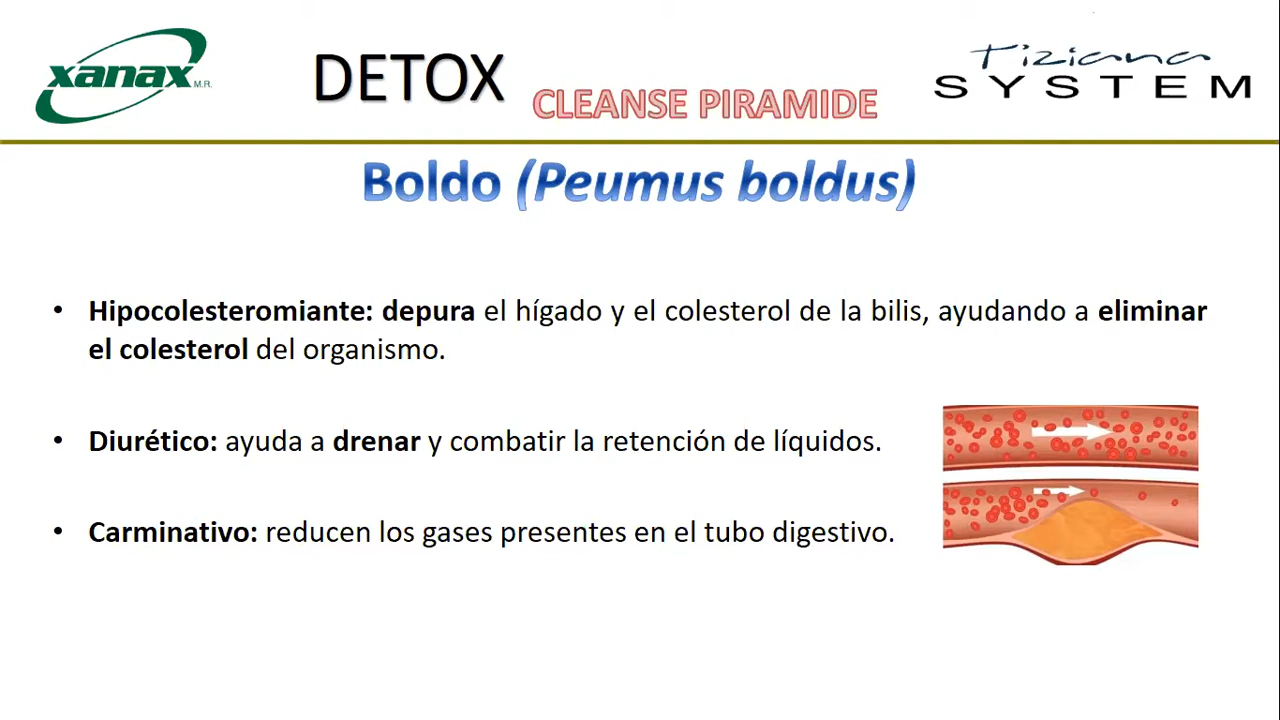 xanax M.R.
DETOX
CLEANSE PIRAMIDE
Tiziana
SYSTEM
Boldo (Peumus boldus)
• Hipocolesteromiante: depura el hígado y el colesterol de la bilis, ayudando a eliminar
el colesterol del organismo.
• Diurético: ayuda a drenar y combatir la retención de líquidos.
• Carminativo: reducen los gases presentes en el tubo digestivo.